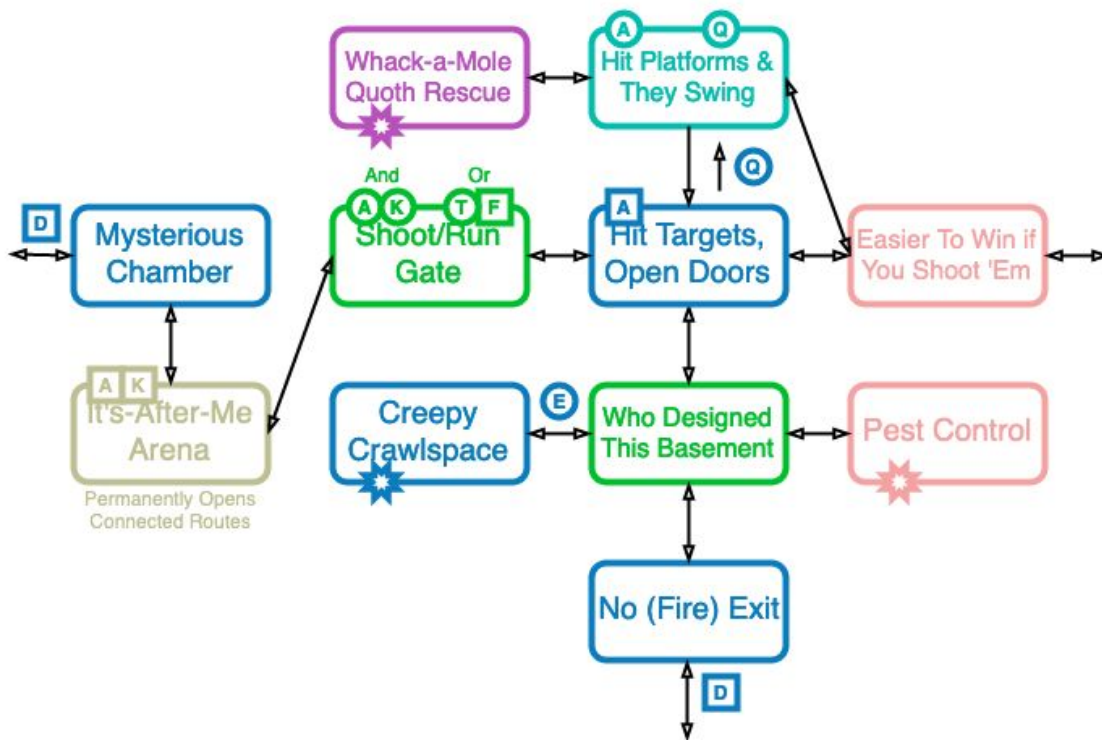 A Q
Whack-a-Mole
Quoth Rescue
Hit Platforms &
They Swing
Q
And Or
A K T F
A
D
Mysterious
Chamber
Shoot/Run
Gate
Hit Targets,
Open Doors
Easier To Win if
You Shoot 'Em
A K
It's-After-Me
Arena
Permanently Opens
Connected Routes
Creepy
Crawlspace
E
Who Designed
This Basement
Pest Control
No (Fire) Exit
D